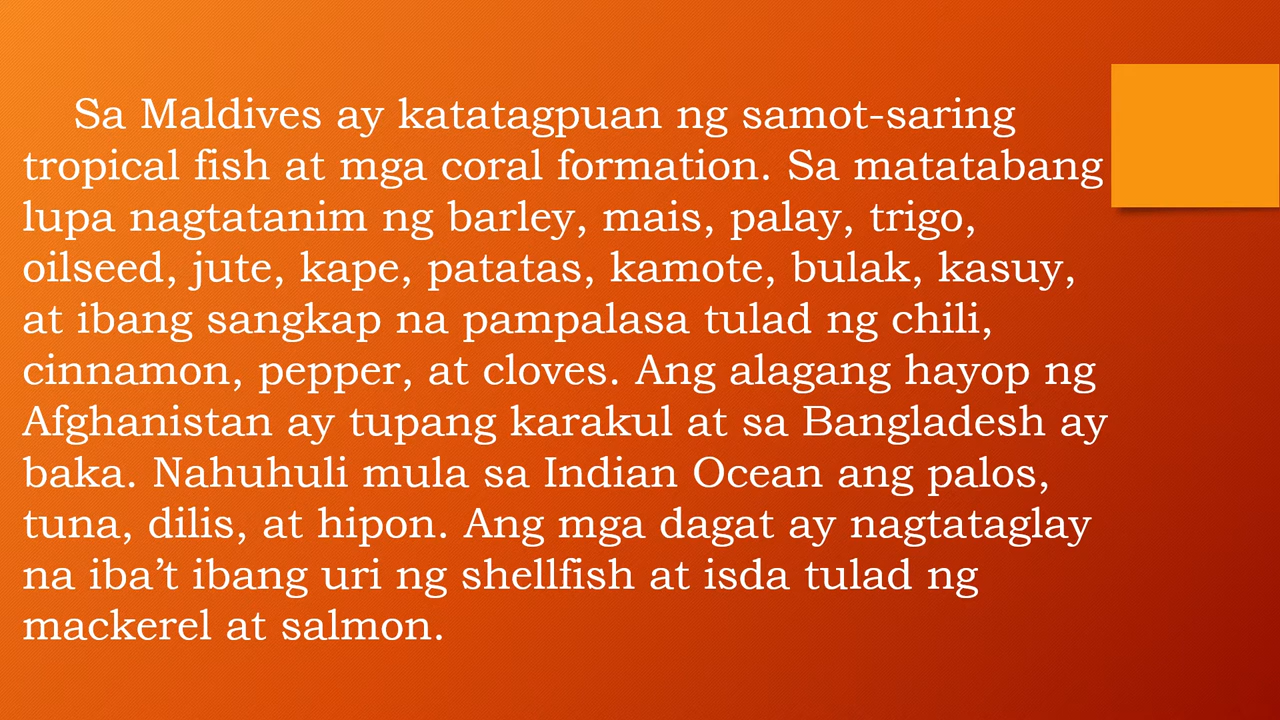 Sa Maldives ay katatagpuan ng samot-saring
tropical fish at mga coral formation. Sa matatabang
lupa nagtatanim ng barley, mais, palay, trigo,
oilseed, jute, kape, patatas, kamote, bulak, kasuy,
at ibang sangkap na pampalasa tulad ng chili,
cinnamon, pepper, at cloves. Ang alagang hayop ng
Afghanistan ay tupang karakul at sa Bangladesh ay
baka. Nahuhuli mula sa Indian Ocean ang palos,
tuna, dilis, at hipon. Ang mga dagat ay nagtataglay
na iba’t ibang uri ng shellfish at isda tulad ng
mackerel at salmon.